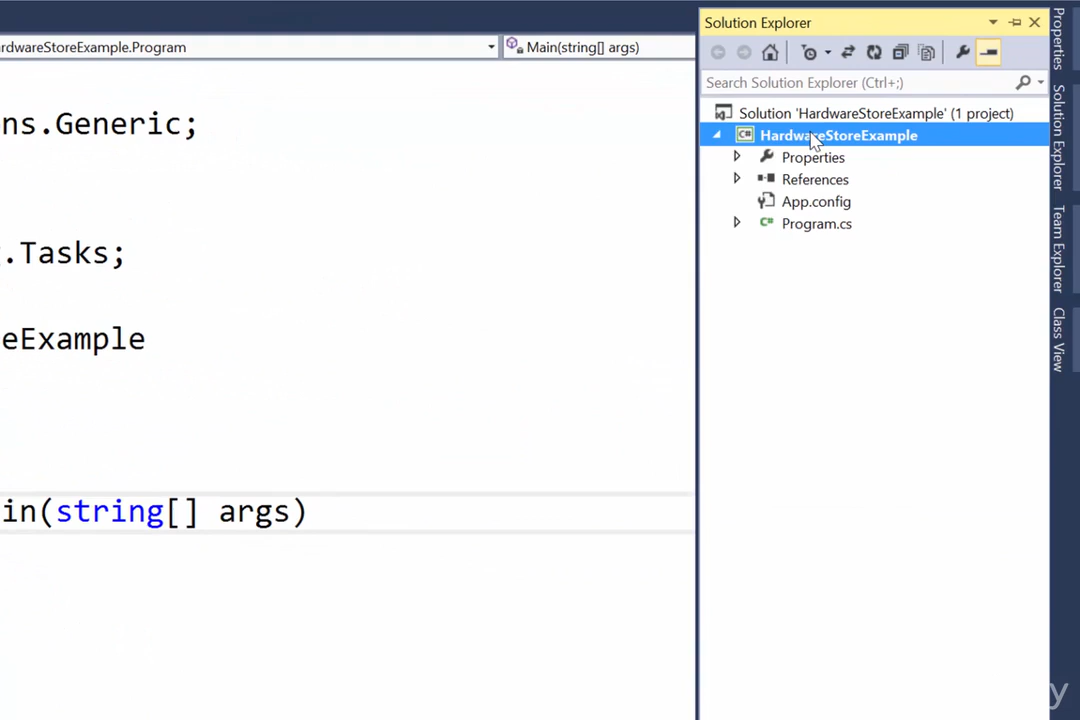 rdwareStoreExample.Program
Main(string[] args)
ns.Generic;
.Tasks;
eExample
in(string[] args)
Solution Explorer
Search Solution Explorer (Ctrl+;)
Solution 'HardwareStoreExample' (1 project)
C# HardwareStoreExample
Properties
References
App.config
C# Program.cs
Properties
Solution Explorer
Team Explorer
Class View
y